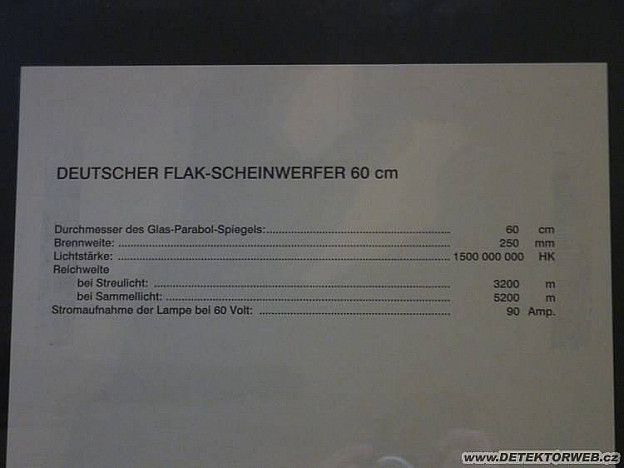 DEUTSCHER FLAK-SCHEINWERFER 60 cm
Durchmesser des Glas-Parabol-Spiegels:.......................................................... 60 cm
Brennweite: .......................................................................................................... 250 mm
Lichtstärke: .......................................................................................................... 1500 000 000 HK
Reichweite
bei Streulicht: ................................................................................................ 3200 m
bei Sammellicht: ........................................................................................... 5200 m
Stromaufnahme der Lampe bei 60 Volt: ............................................................. 90 Amp.
www.DETEKTORWEB.cz